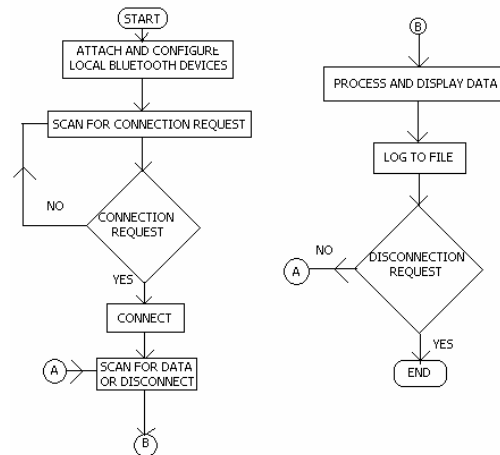 START
ATTACH AND CONFIGURE
LOCAL BLUETOOTH DEVICES
SCAN FOR CONNECTION REQUEST
NO
CONNECTION
REQUEST
YES
CONNECT
A
SCAN FOR DATA
OR DISCONNECT
B
B
PROCESS AND DISPLAY DATA
LOG TO FILE
NO
A
DISCONNECTION
REQUEST
YES
END